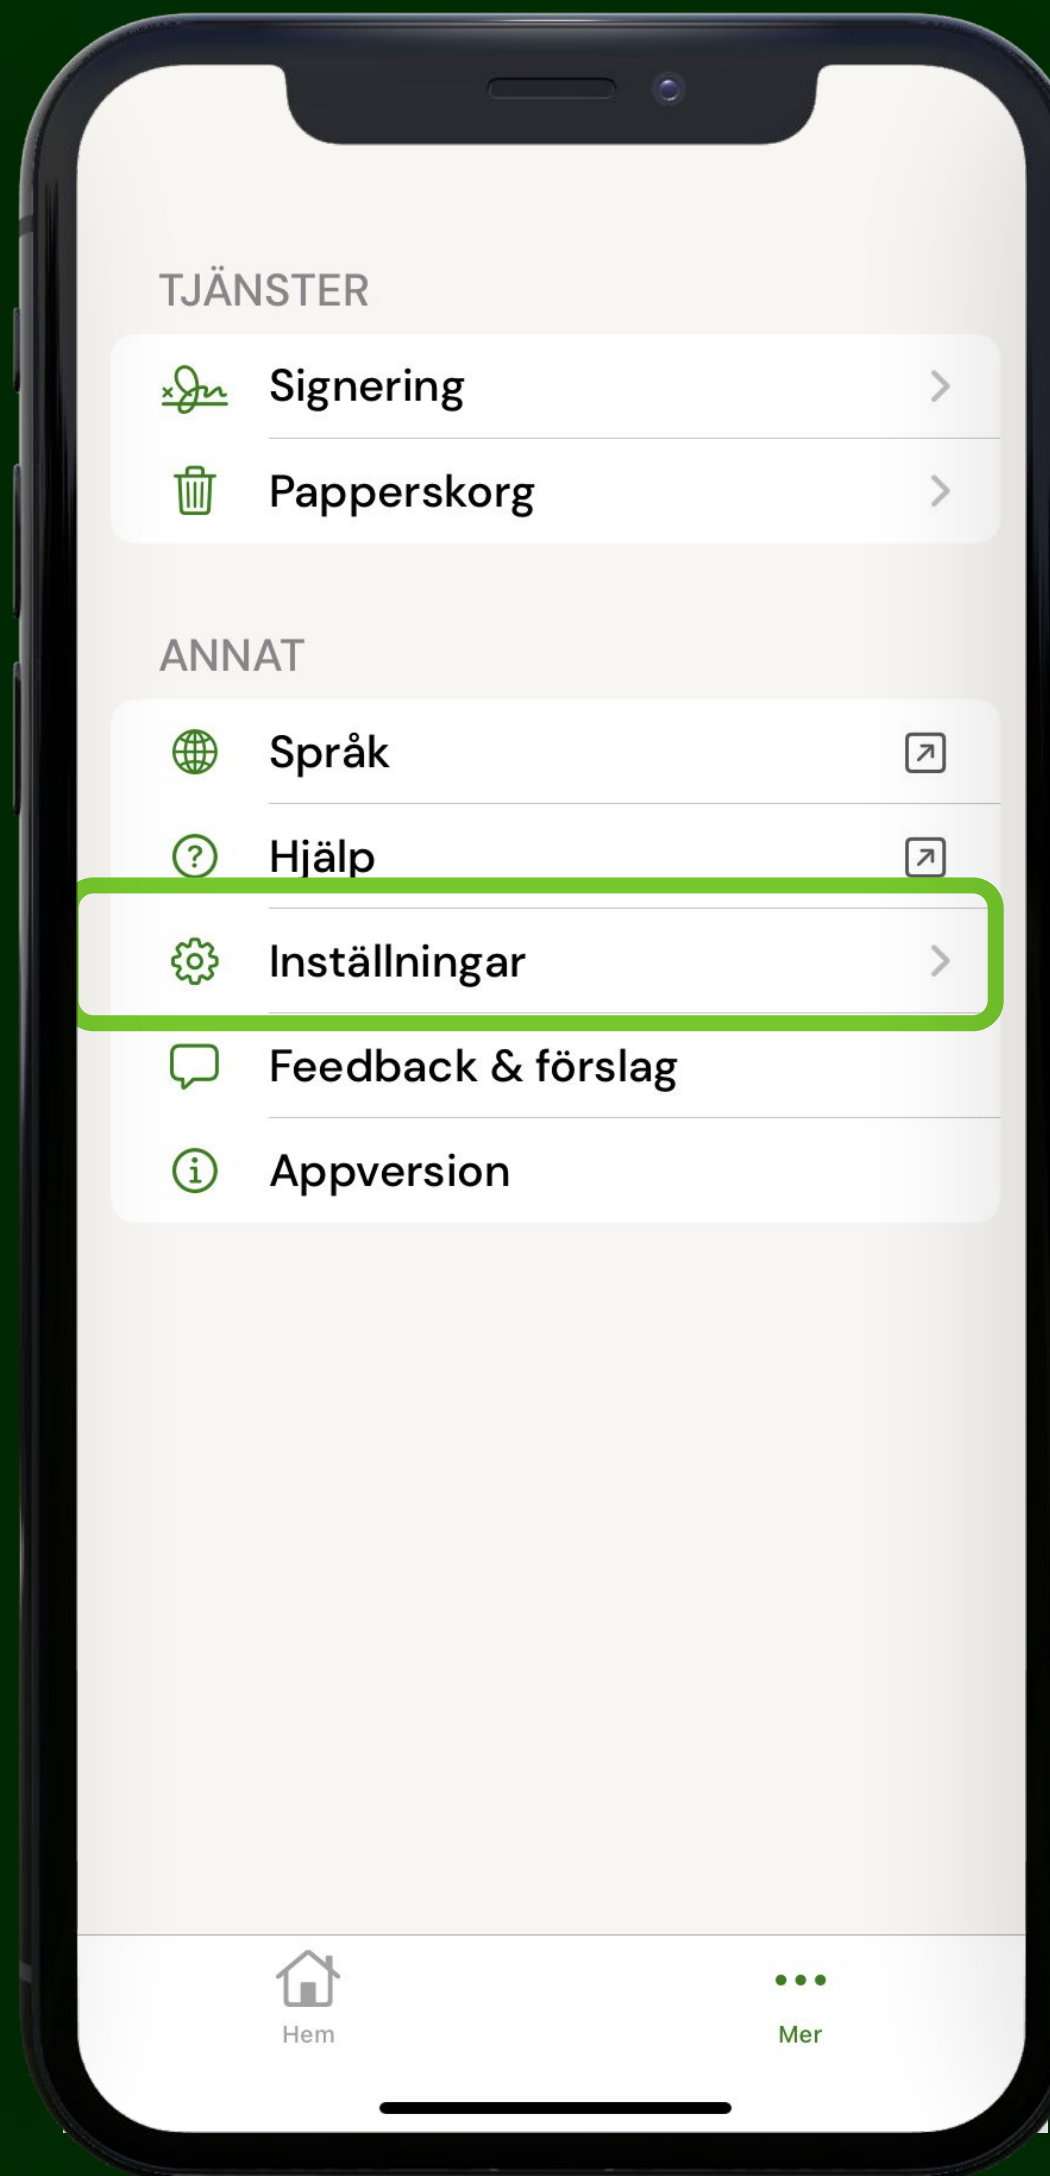 TJÄNSTER
Signering
Papperskorg
ANNAT
Språk
Hjälp
Inställningar
Feedback & förslag
Appversion
Hem
Mer